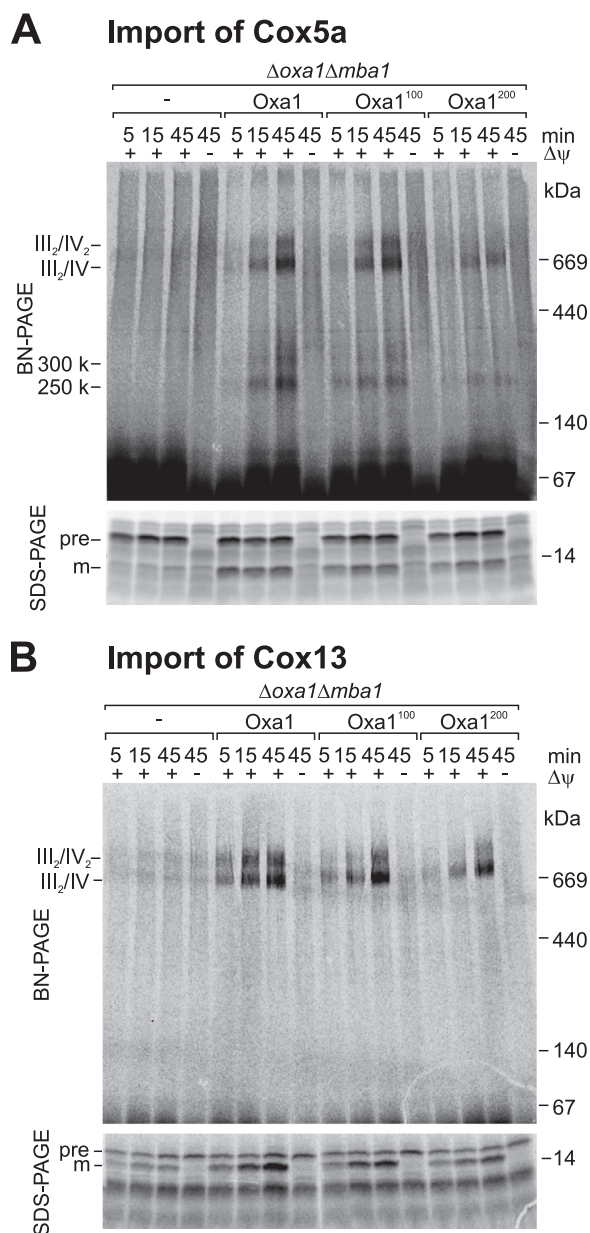 A Import of Cox5a
Δoxa1Δmba1
- Oxa1 Oxa1¹⁰⁰ Oxa1²⁰⁰
5 15 45 45 5 15 45 45 5 15 45 45 5 15 45 45 min
+ + + - + + + - + + + - + + + - Δψ
kDa
III₂/IV₂
III₂/IV
669
440
BN-PAGE
300 k
250 k
140
67
SDS-PAGE
pre
14
m
B Import of Cox13
Δoxa1Δmba1
- Oxa1 Oxa1¹⁰⁰ Oxa1²⁰⁰
5 15 45 45 5 15 45 45 5 15 45 45 5 15 45 45 min
+ + + - + + + - + + + - + + + - Δψ
kDa
III₂/IV₂
III₂/IV
669
BN-PAGE
440
140
67
SDS-PAGE
pre
m
14